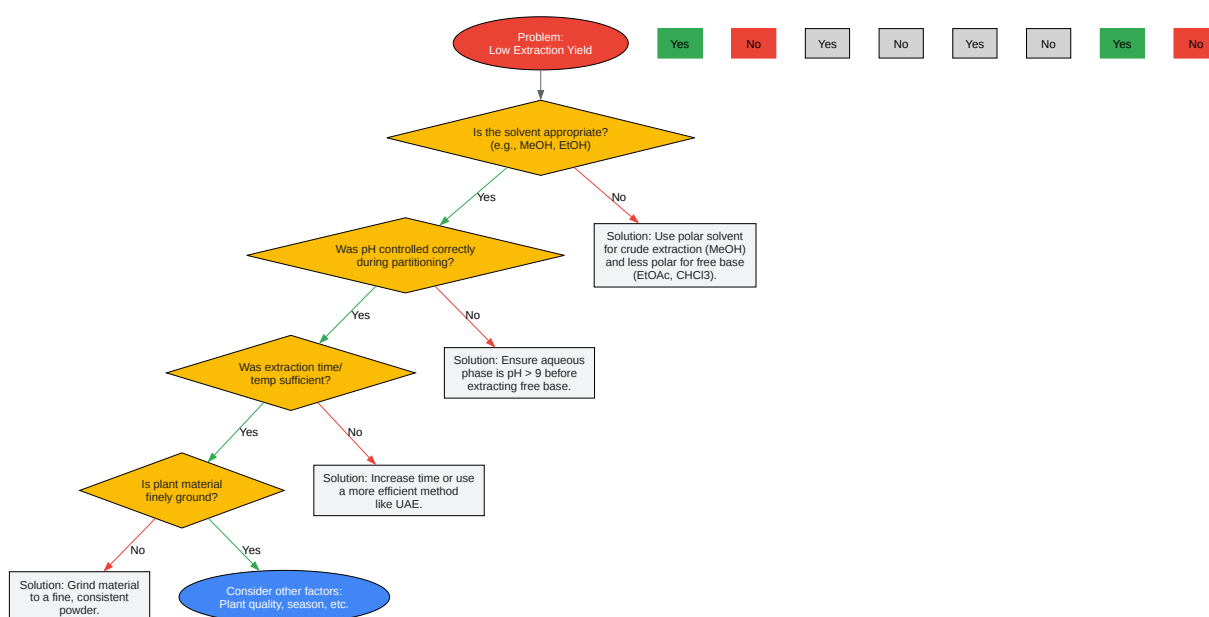 Problem:
Low Extraction Yield
Yes
No
Yes
No
Yes
No
Yes
No
Is the solvent appropriate?
(e.g., MeOH, EtOH)
Yes
No
Was pH controlled correctly
during partitioning?
Solution: Use polar solvent
for crude extraction (MeOH)
and less polar for free base
(EtOAc, CHCl3).
Yes
No
Was extraction time/
temp sufficient?
Solution: Ensure aqueous
phase is pH > 9 before
extracting free base.
Yes
No
Is plant material
finely ground?
Solution: Increase time or use
a more efficient method
like UAE.
No
Yes
Solution: Grind material
to a fine, consistent
powder.
Consider other factors:
Plant quality, season, etc.